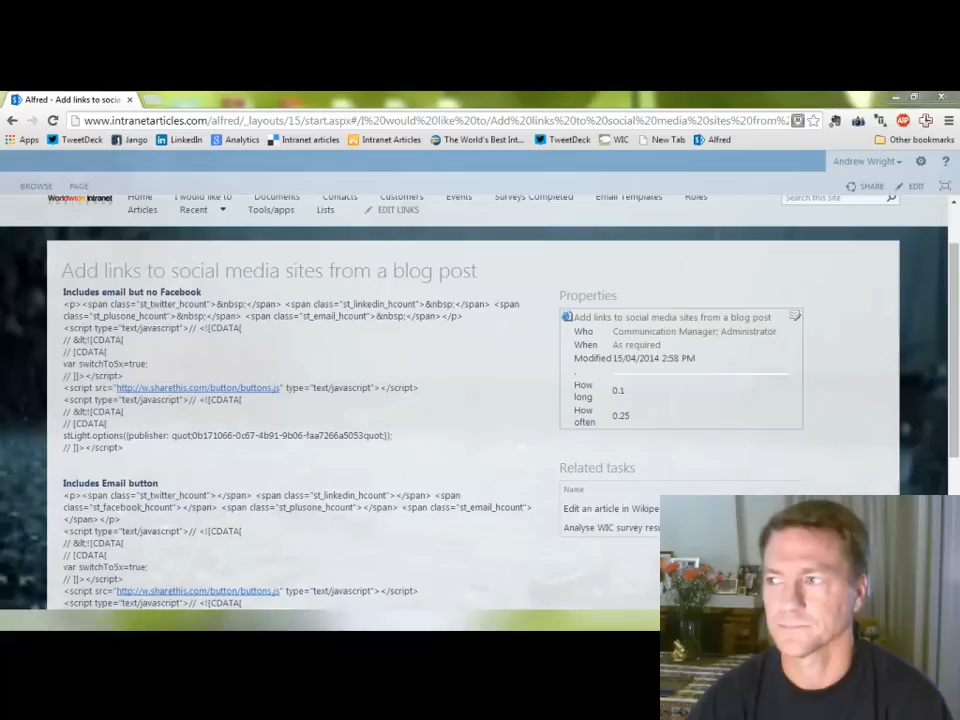 Alfred - Add links to socia
www.intranetarticles.com/alfred/_layouts/15/start.aspx#/I%20would%20like%20to/Add%20links%20to%20social%20media%20sites%20from%
Apps TweetDeck Jango LinkedIn Analytics Intranet articles Intranet Articles The World's Best Int... TweetDeck WIC New Tab Alfred Other bookmarks
Andrew Wright
BROWSE PAGE SHARE EDIT
Worldwide Intranet Home I would like to Documents Contacts Customers Events Surveys Completed Email Templates Roles Search this site
Articles Recent Tools/apps Lists EDIT LINKS
Add links to social media sites from a blog post
Includes email but no Facebook
<p><span class="st_twitter_hcount">&nbsp;</span> <span class="st_linkedin_hcount">&nbsp;</span> <span
class="st_plusone_hcount">&nbsp;</span> <span class="st_email_hcount">&nbsp;</span></p>
<script type="text/javascript">// <![CDATA[
// &lt;![CDATA[
// [CDATA[
var switchTo5x=true;
// ]]></script>
<script src="http://w.sharethis.com/button/buttons.js" type="text/javascript"></script>
<script type="text/javascript">// <![CDATA[
// &lt;![CDATA[
// [CDATA[
stLight.options({publisher: quot;0b171066-0c67-4b91-9b06-faa7266a5053quot;});
// ]]></script>
Includes Email button
<p><span class="st_twitter_hcount"></span> <span class="st_linkedin_hcount"></span> <span
class="st_facebook_hcount"></span> <span class="st_plusone_hcount"></span> <span class="st_email_hcount">
</span></p>
<script type="text/javascript">// <![CDATA[
// &lt;![CDATA[
// [CDATA[
var switchTo5x=true;
// ]]></script>
<script src="http://w.sharethis.com/button/buttons.js" type="text/javascript"></script>
<script type="text/javascript">// <![CDATA[
Properties
Add links to social media sites from a blog post
Who Communication Manager; Administrator
When As required
Modified 15/04/2014 2:58 PM
.
How long 0.1
How often 0.25
Related tasks
Name
Edit an article in Wikipe
Analyse WIC survey resu